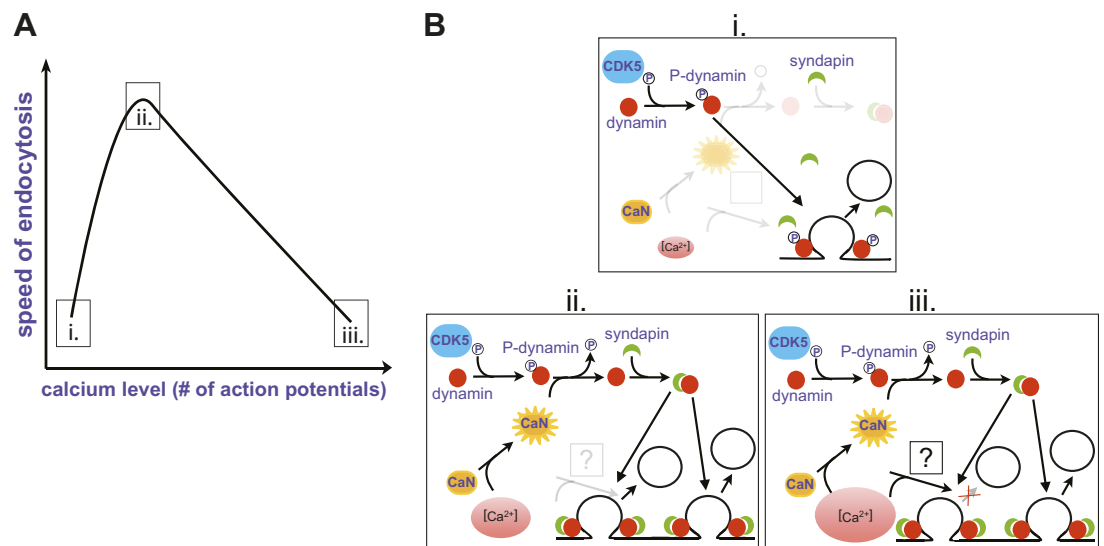 A
speed of endocytosis
i.
ii.
iii.
calcium level (# of action potentials)
B
i.
CDK5
P
P-dynamin
P
P
syndapin
dynamin
CaN
[Ca²⁺]
P
P
ii.
CDK5
P
P-dynamin
P
P
syndapin
dynamin
CaN
CaN
?
[Ca²⁺]
iii.
CDK5
P
P-dynamin
P
P
syndapin
dynamin
CaN
CaN
?
[Ca²⁺]